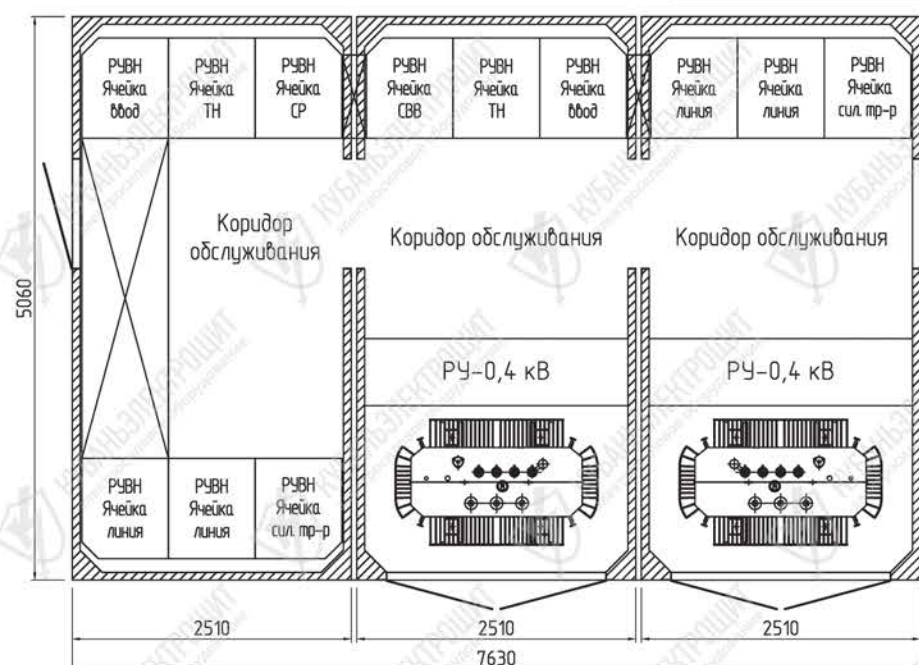 РУВН
Ячейка
ввод
РУВН
Ячейка
ТН
РУВН
Ячейка
СР
РУВН
Ячейка
СВВ
РУВН
Ячейка
ТН
РУВН
Ячейка
ввод
РУВН
Ячейка
линия
РУВН
Ячейка
линия
РУВН
Ячейка
сил. тр-р
Коридор
обслуживания
Коридор обслуживания
Коридор обслуживания
5060
РУ-0,4 кВ
РУ-0,4 кВ
РУВН
Ячейка
линия
РУВН
Ячейка
линия
РУВН
Ячейка
сил. тр-р
2510
2510
2510
7630
КУБАНЬЭЛЕКТРОЩИТ
электрощитовое оборудование